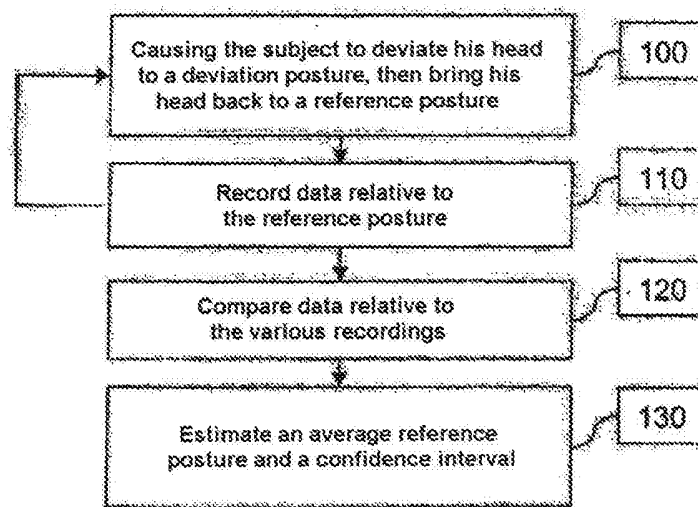 Causing the subject to deviate his head
to a deviation posture, then bring his
head back to a reference posture
100
Record data relative to
the reference posture
110
Compare data relative to
the various recordings
120
Estimate an average reference
posture and a confidence interval
130